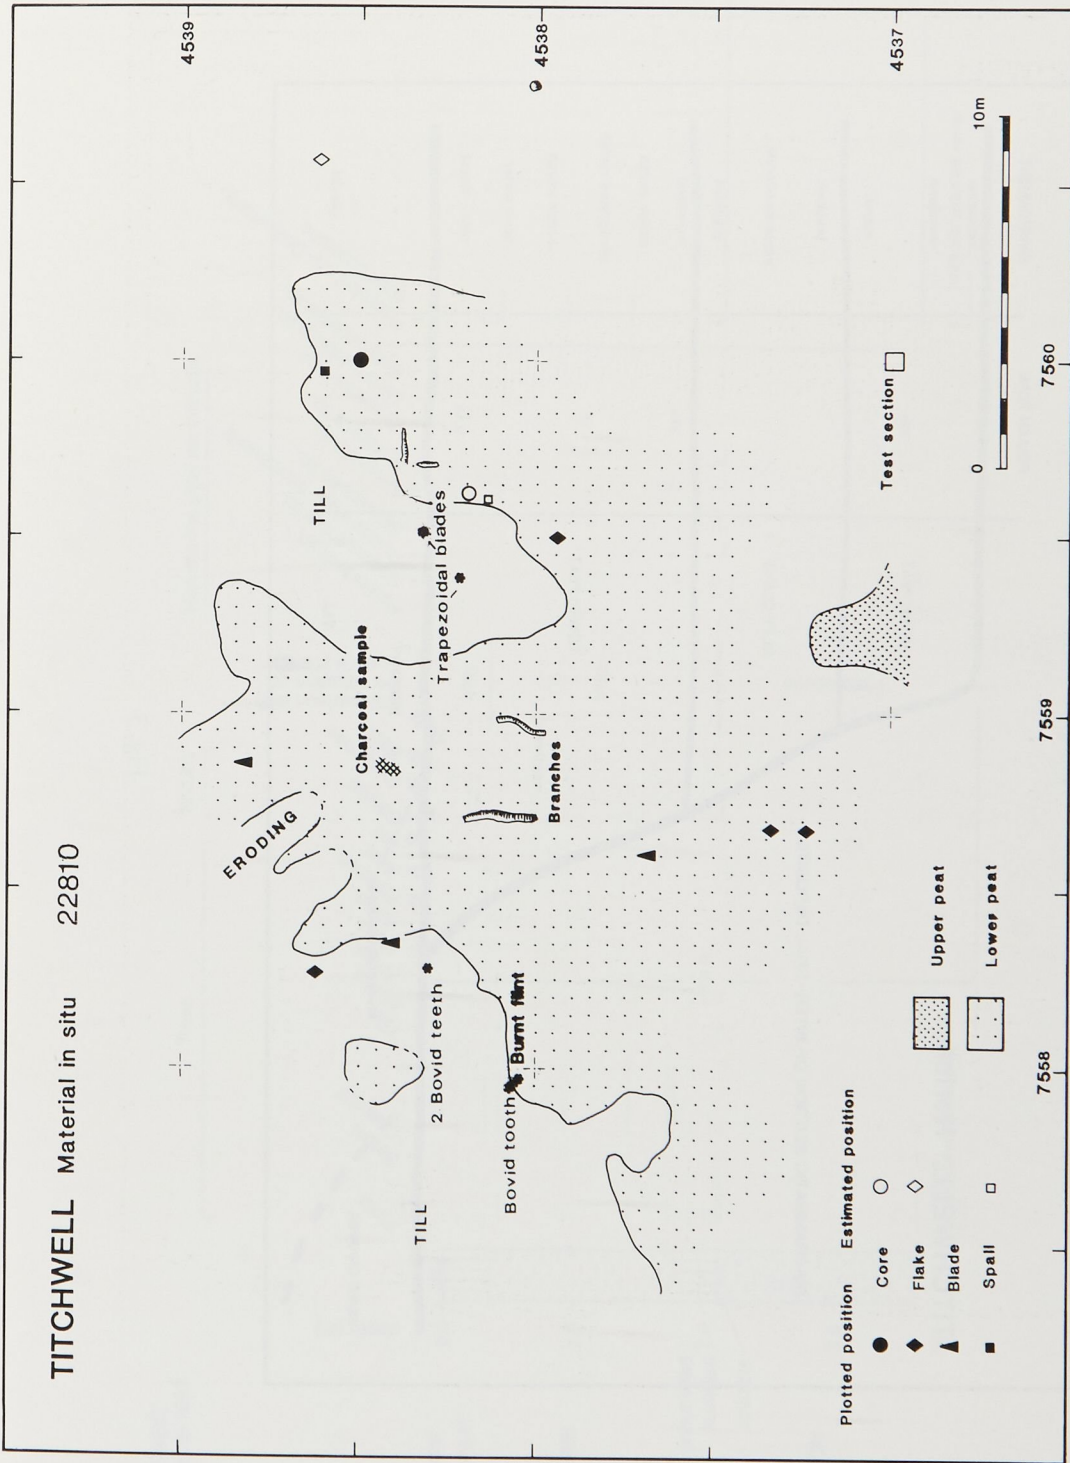 TITCHWELL Material in situ 22810
4539
4538
4537
ERODING
TILL
Charcoal sample
Trapezoidal blades
Branches
2 Bovid teeth
Burnt flint
Bovid tooth
TILL
Test section
0 10m
Plotted position Estimated position
Core
Flake
Blade
Spall
Upper peat
Lower peat
7558
7559
7560